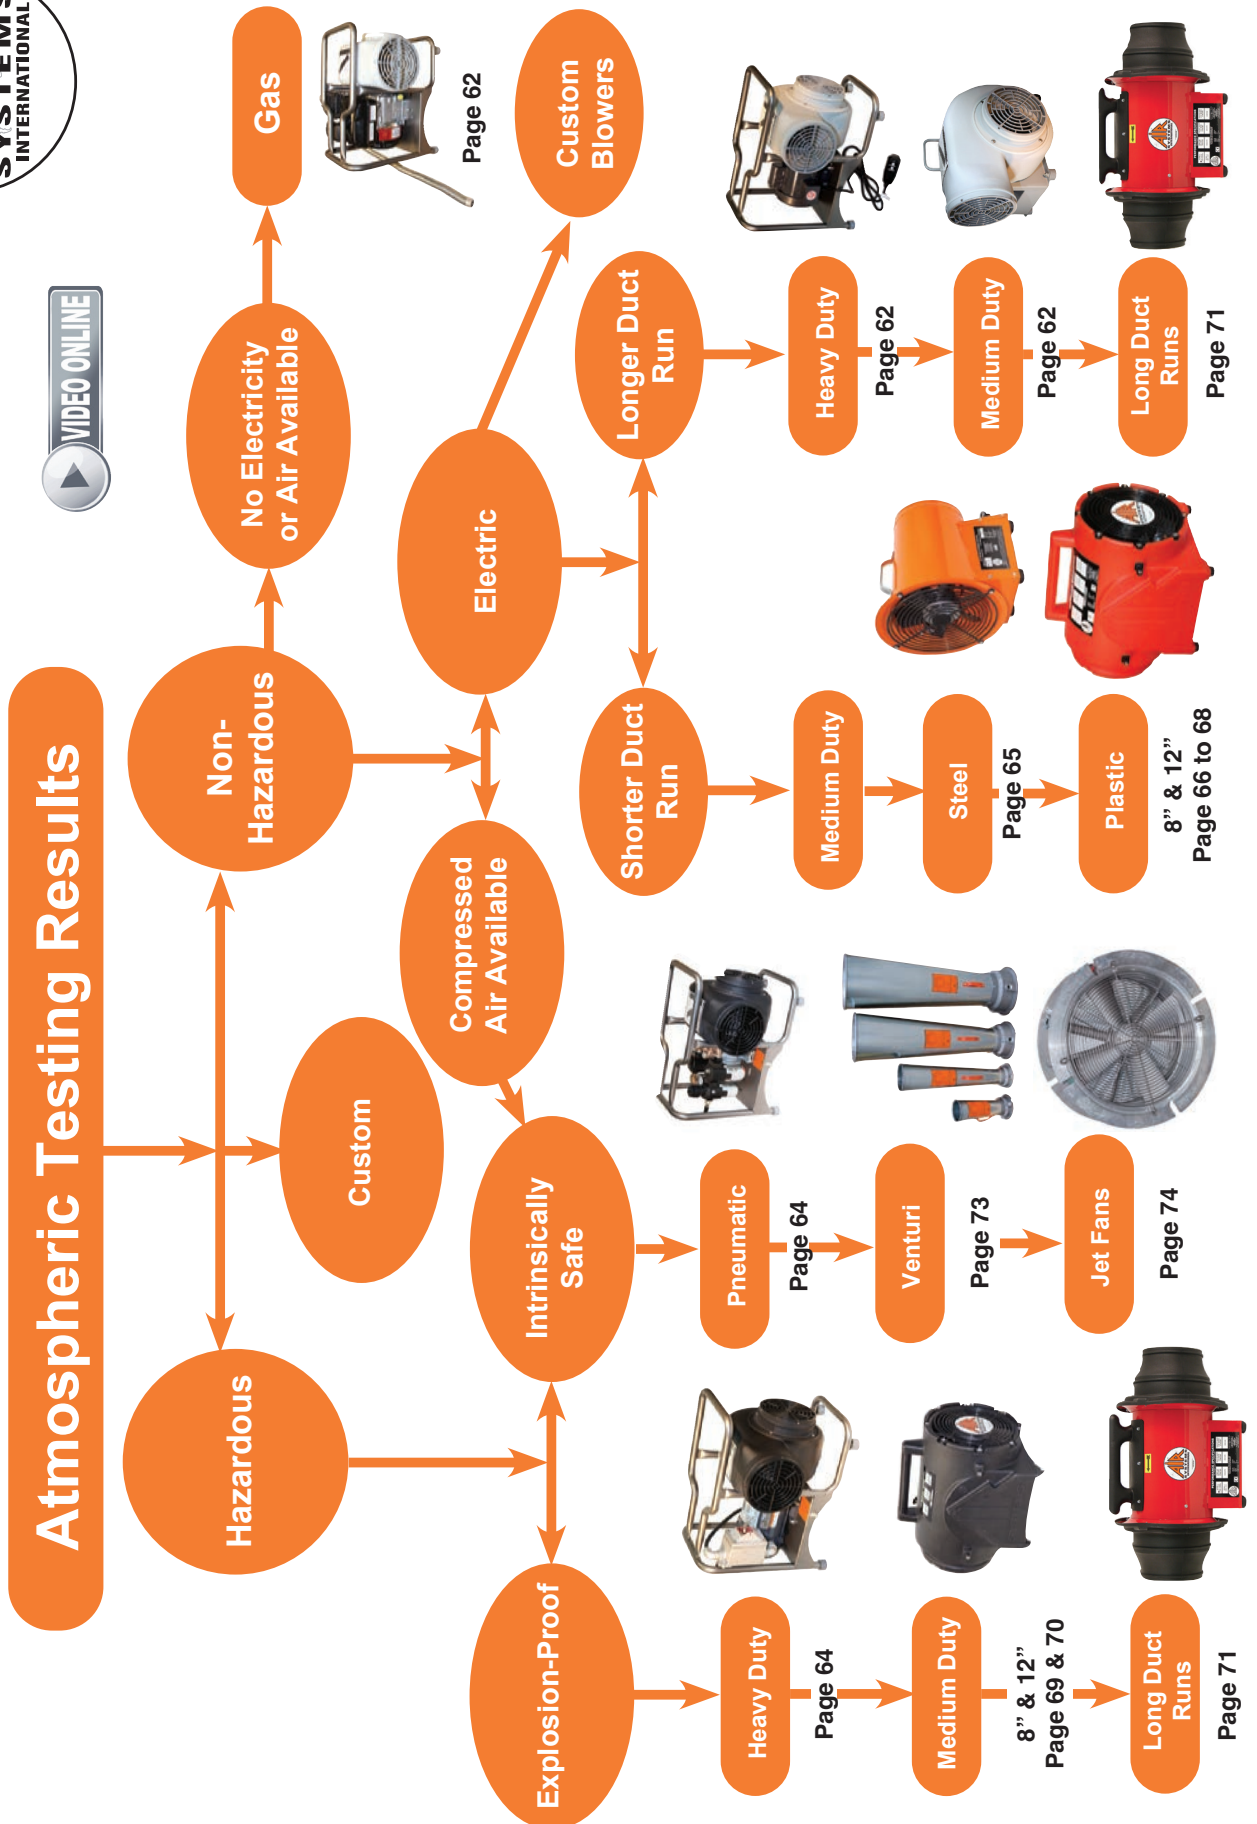 SYSTEMS
INTERNATIONAL
VIDEO ONLINE
Atmospheric Testing Results
Hazardous
Custom
Non-
Hazardous
No Electricity
or Air Available
Gas
Page 62
Explosion-Proof
Intrinsically
Safe
Compressed
Air Available
Electric
Custom
Blowers
Shorter Duct
Run
Longer Duct
Run
Heavy Duty
Page 64
Medium Duty
8” & 12”
Page 69 & 70
Long Duct
Runs
Page 71
Pneumatic
Page 64
Venturi
Page 73
Jet Fans
Page 74
Medium Duty
Steel
Page 65
Plastic
8” & 12”
Page 66 to 68
Heavy Duty
Page 62
Medium Duty
Page 62
Long Duct
Runs
Page 71